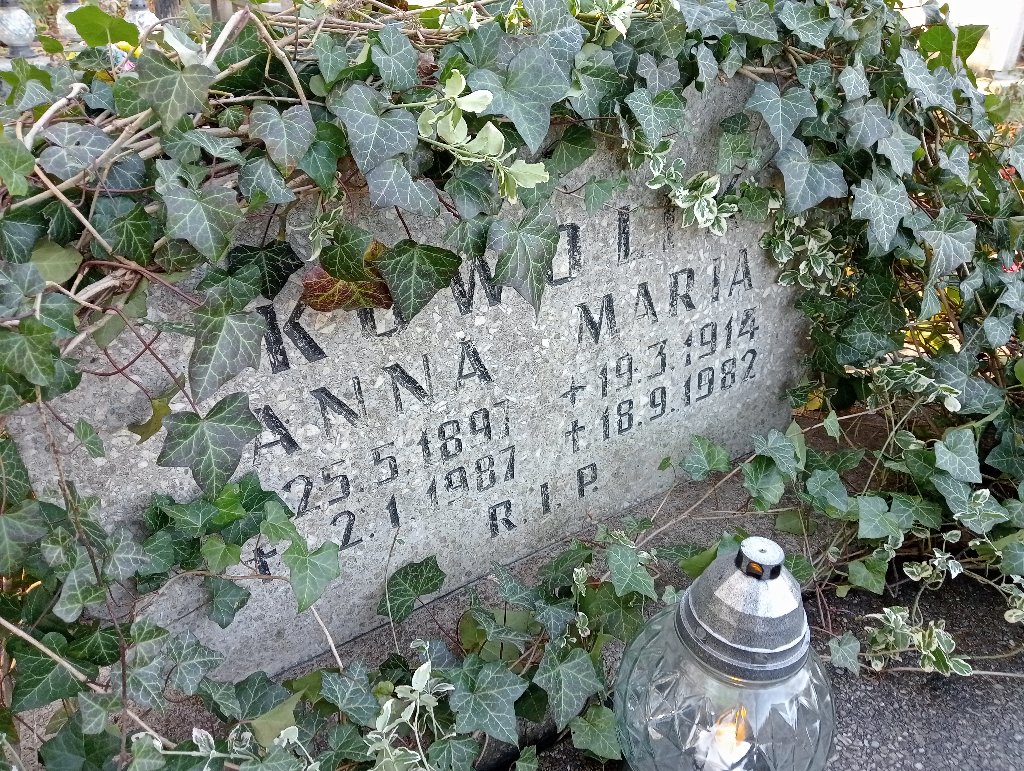 ANNA
25.5.1897
† 2.1.1987
MARIA
* 19.3.1914
† 18.9.1982
R.I.P.